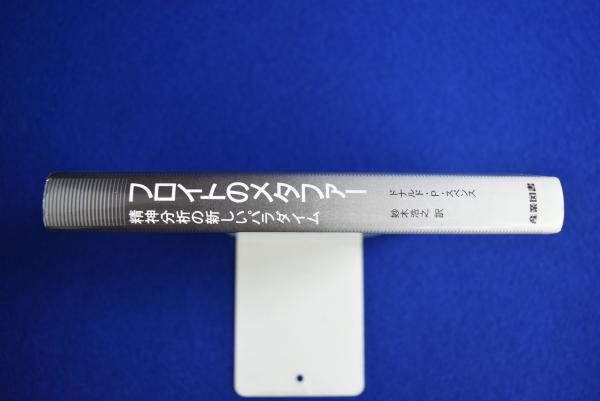 フロイトのメタファー
精神分析の新しいパラダイム
ドナルド・P・スペンス
鈴木浩之 訳
産業図書